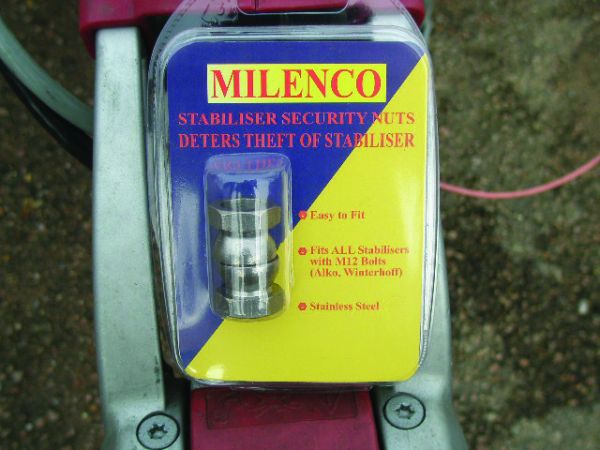 MILENCO
STABILISER SECURITY NUTS
DETERS THEFT OF STABILISER
Easy to Fit
Fits ALL Stabilisers
with M12 Bolts
(Alko, Winterhoff)
Stainless Steel